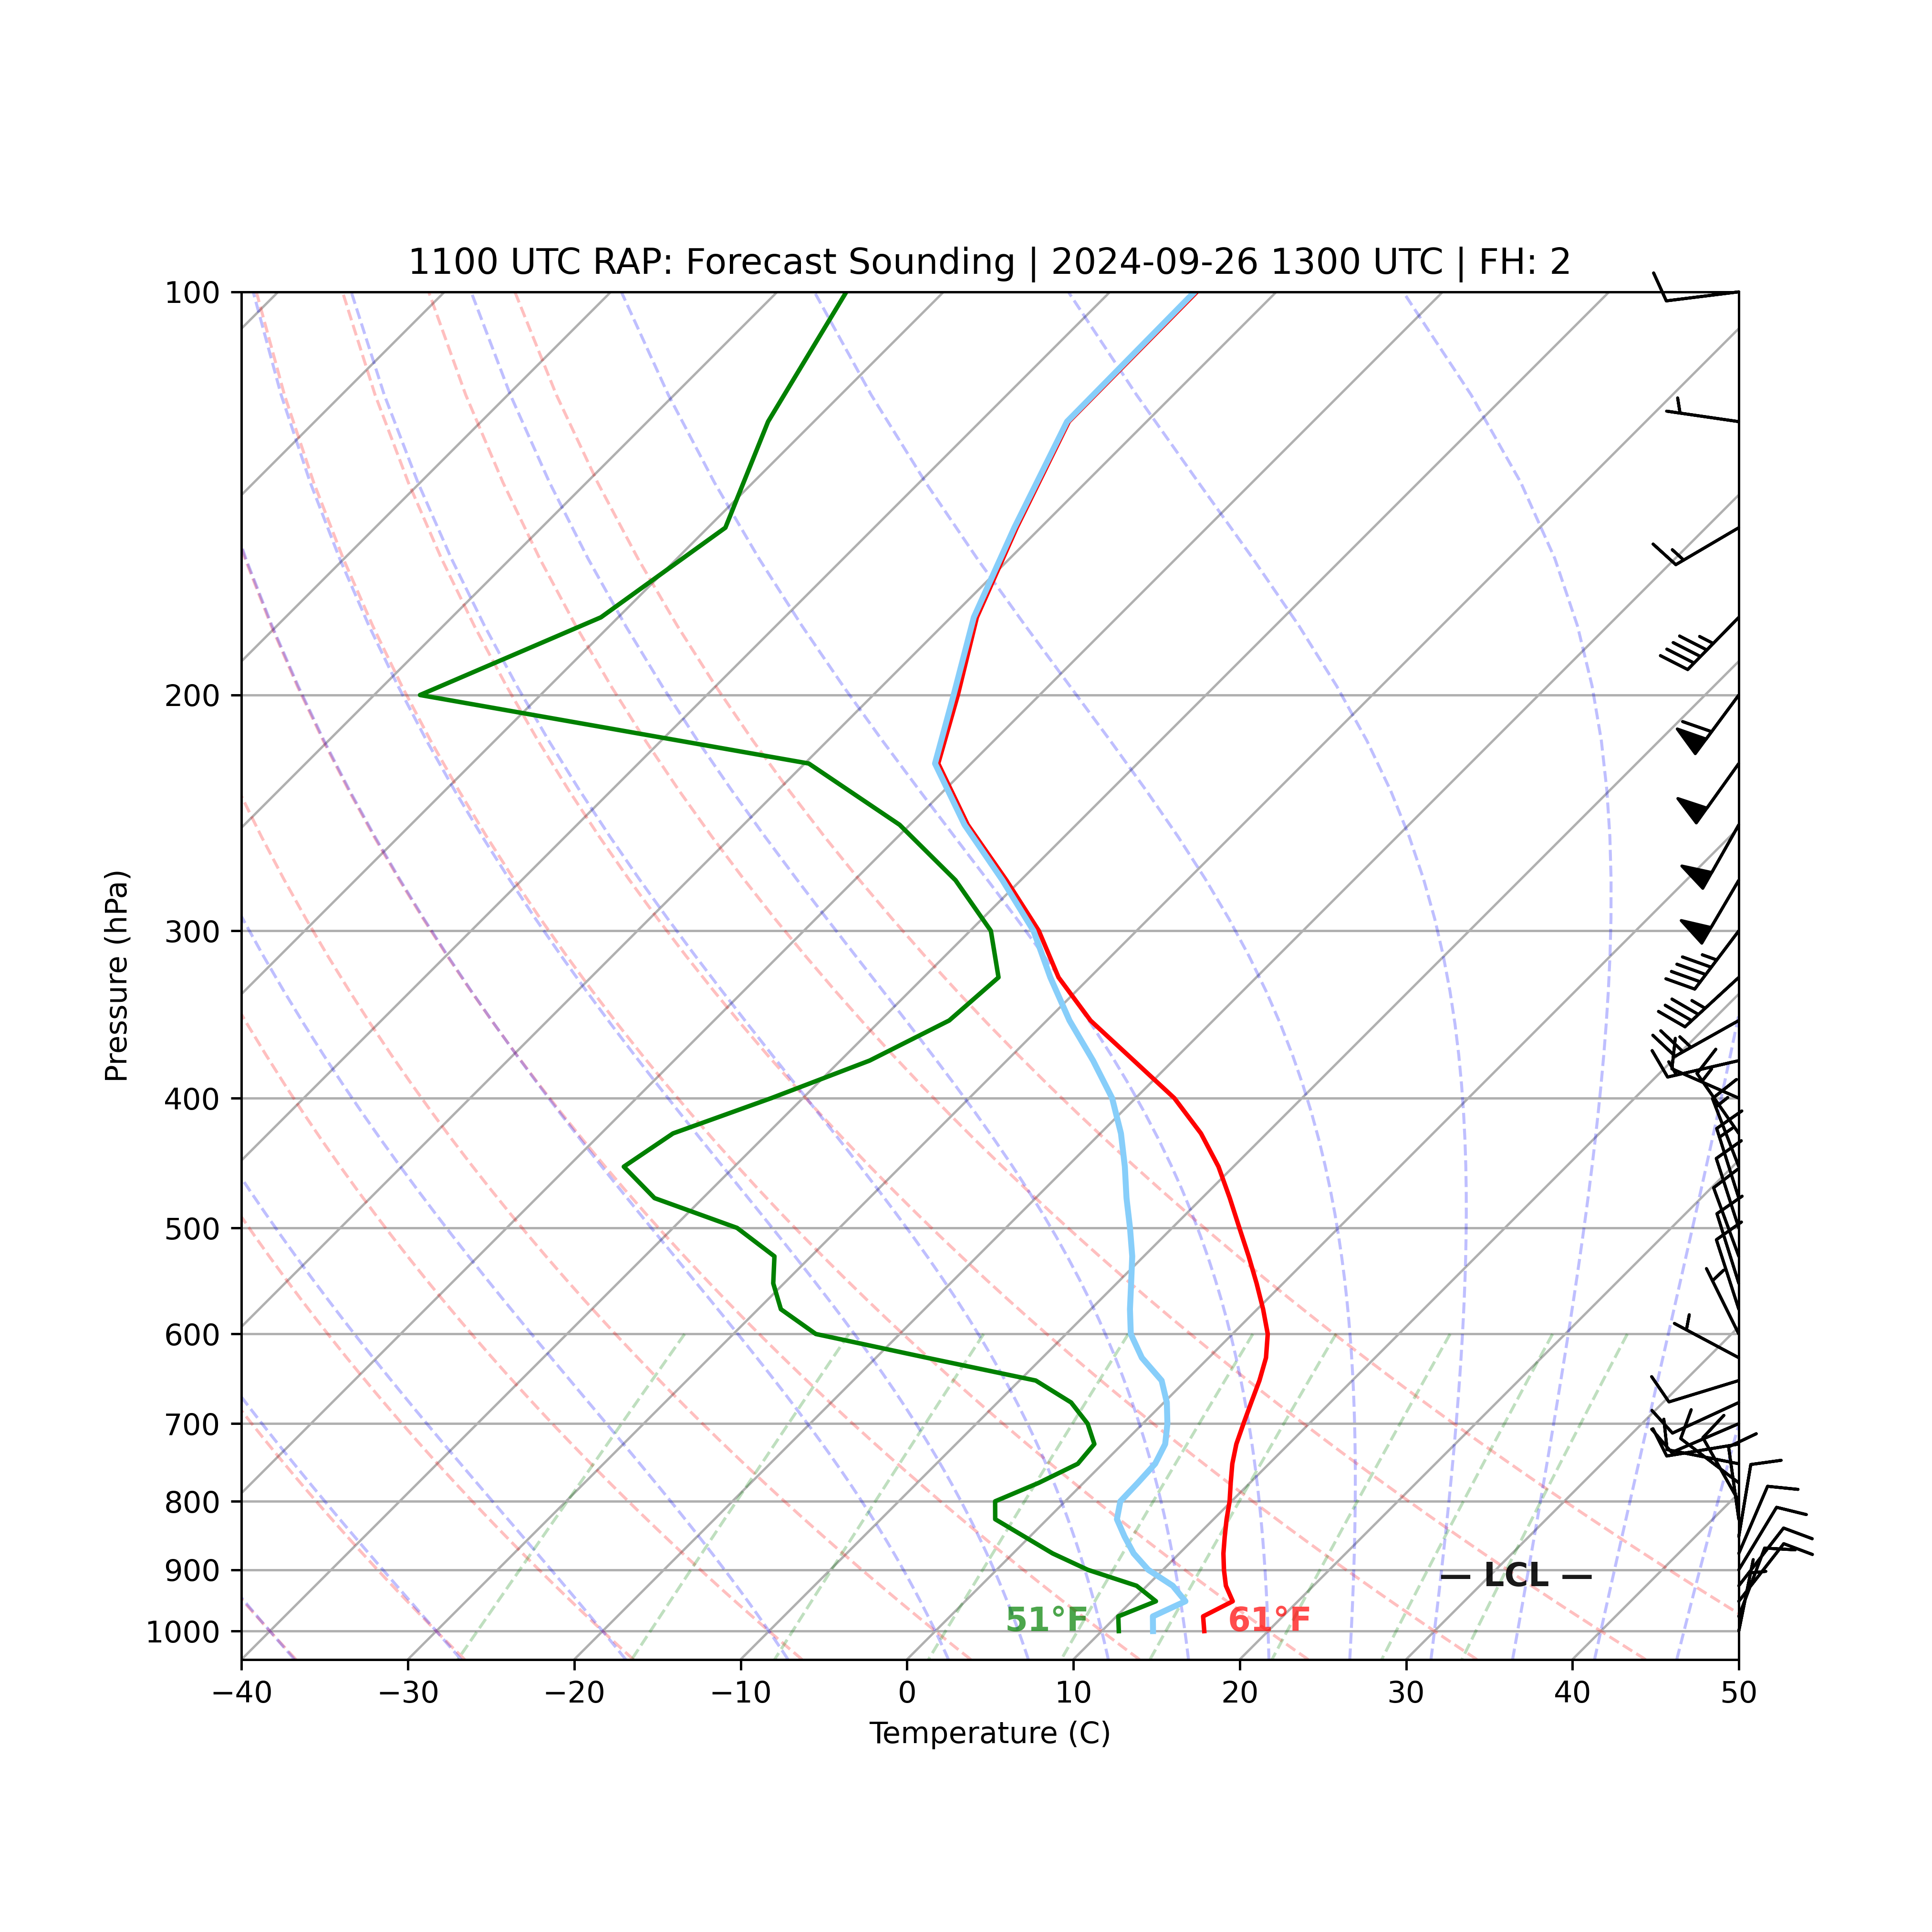 1100 UTC RAP: Forecast Sounding | 2024-09-26 1300 UTC | FH: 2
100
200
300
400
500
600
700
800
900
1000
Pressure (hPa)
— LCL —
51°F
61°F
−40 −30 −20 −10 0 10 20 30 40 50
Temperature (C)